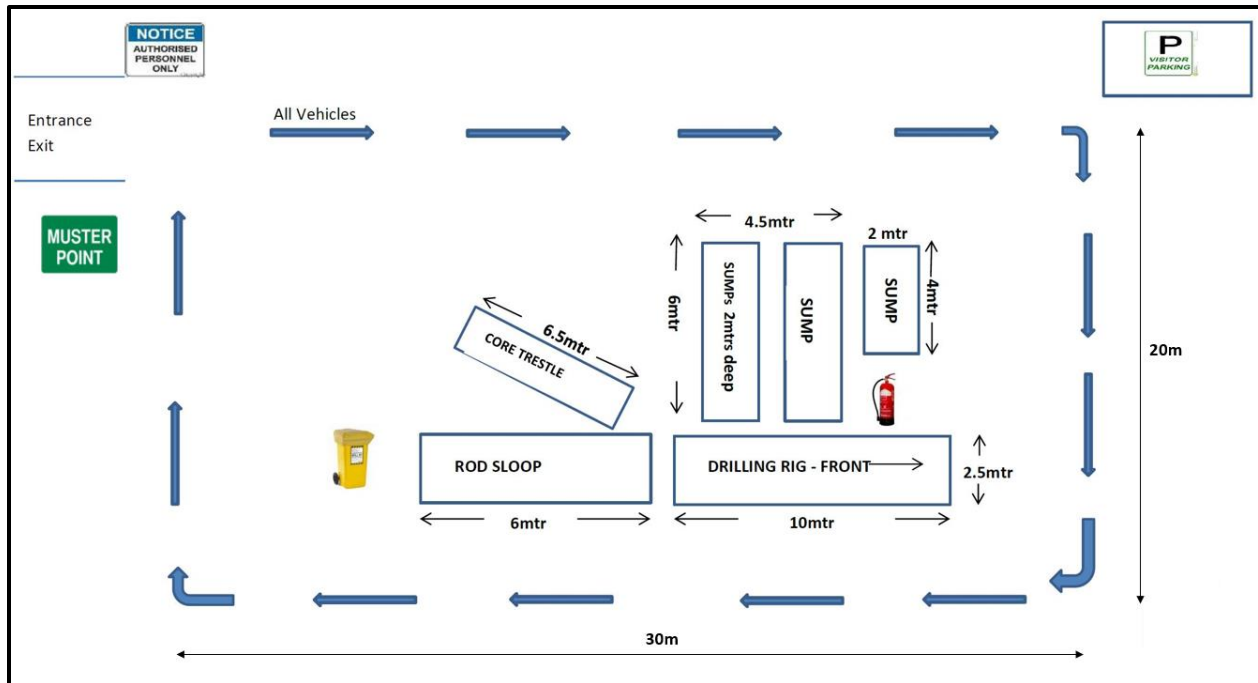 NOTICE
AUTHORISED
PERSONNEL
ONLY
P
VISITOR
PARKING
Entrance
Exit
All Vehicles
MUSTER
POINT
4.5mtr
2 mtr
6mtr
SUMPs 2mtrs deep
SUMP
SUMP
4mtr
20m
6.5mtr
CORE TRESTLE
ROD SLOOP
DRILLING RIG - FRONT
2.5mtr
6mtr
10mtr
30m